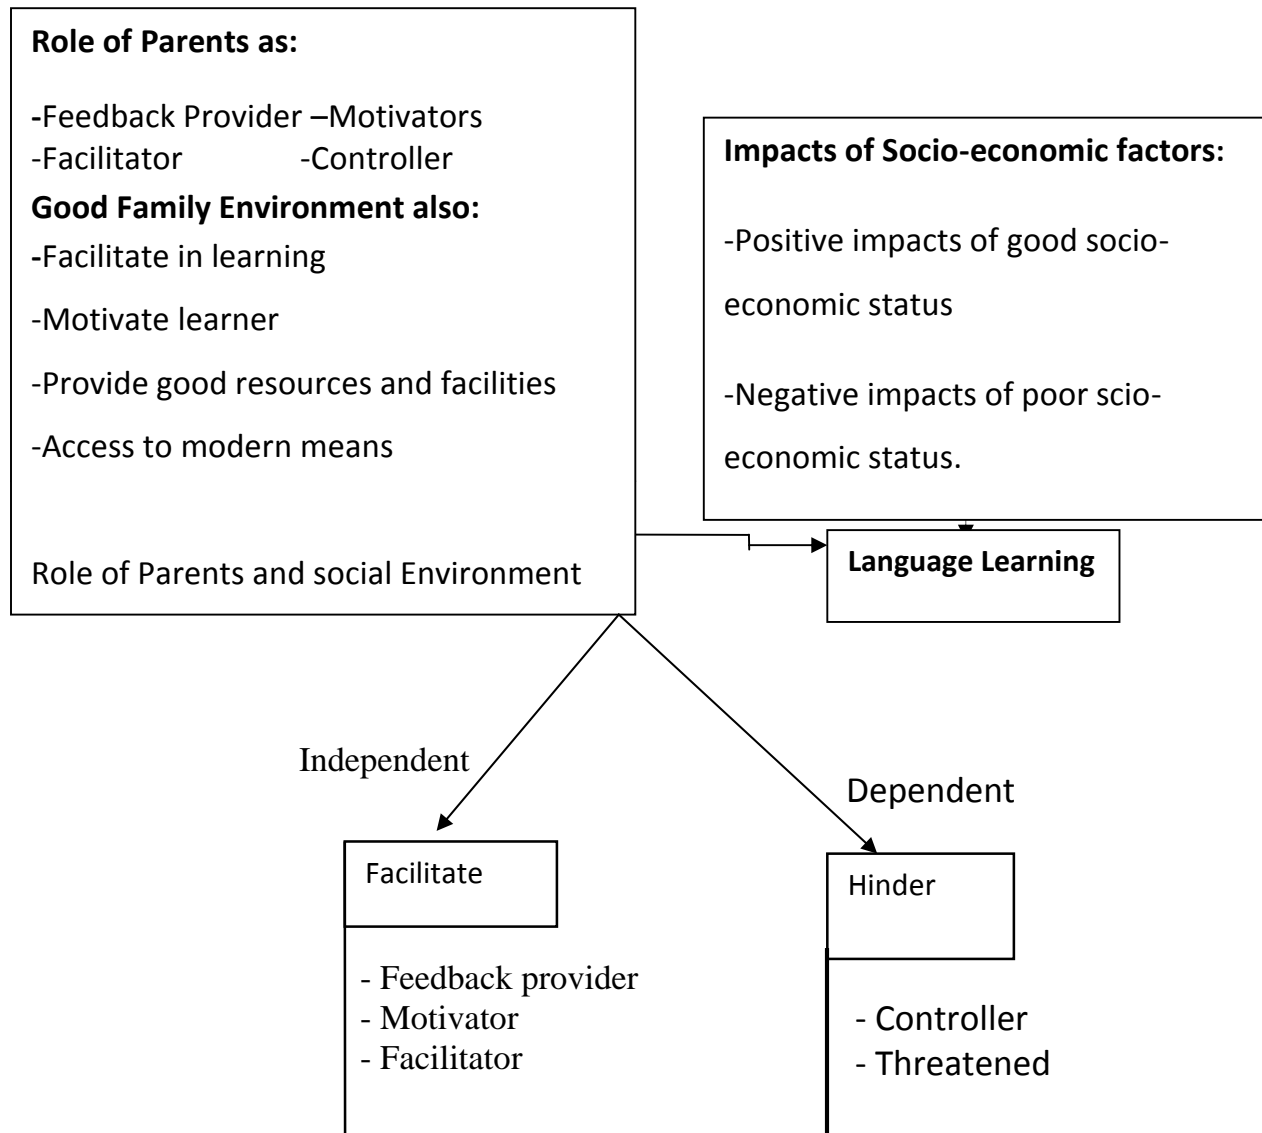 Role of Parents as:
-Feedback Provider –Motivators
-Facilitator -Controller
Good Family Environment also:
-Facilitate in learning
-Motivate learner
-Provide good resources and facilities
-Access to modern means
Role of Parents and social Environment
Impacts of Socio-economic factors:
-Positive impacts of good socio-
economic status
-Negative impacts of poor scio-
economic status.
Language Learning
Independent
Dependent
Facilitate
- Feedback provider
- Motivator
- Facilitator
Hinder
- Controller
- Threatened